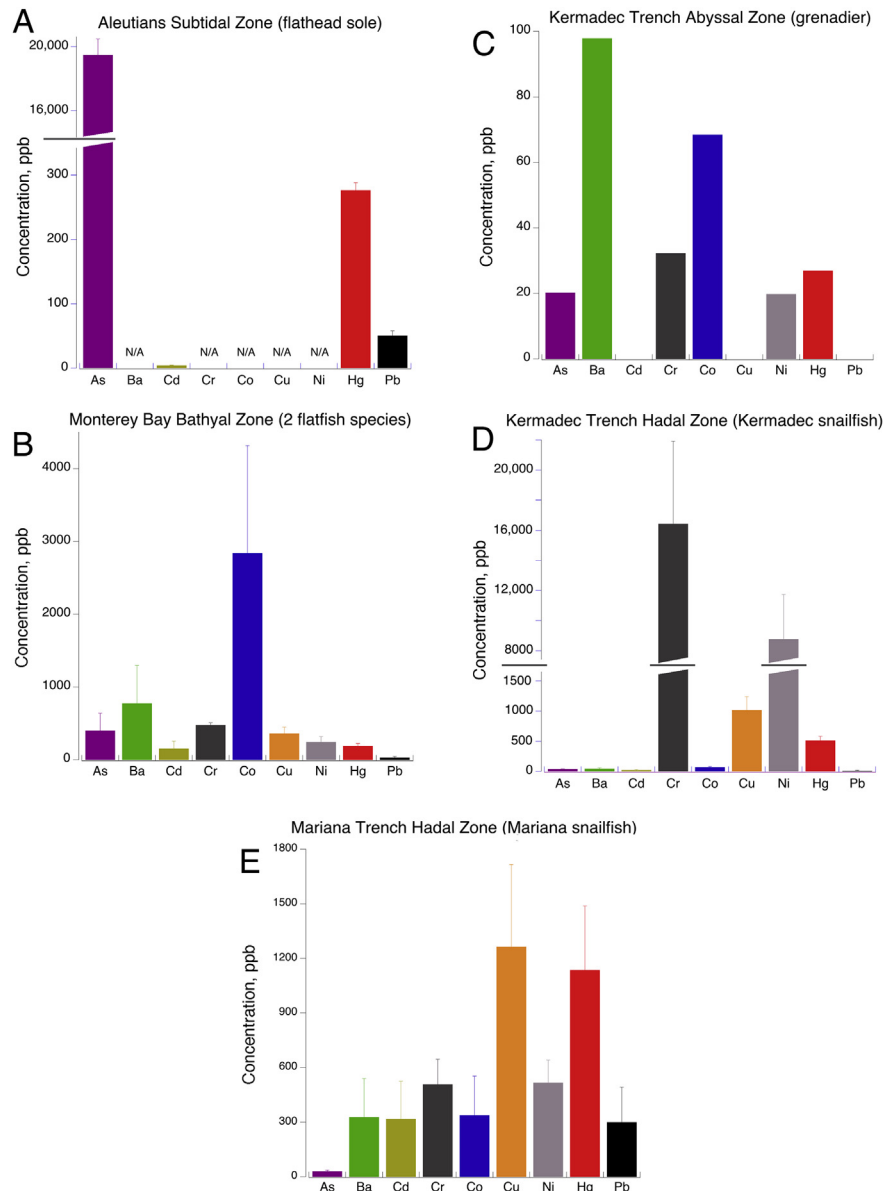 A
Aleutians Subtidal Zone (flathead sole)
Concentration, ppb
20,000
16,000
300
200
100
0
N/A N/A N/A N/A N/A
As Ba Cd Cr Co Cu Ni Hg Pb
B
Monterey Bay Bathyal Zone (2 flatfish species)
Concentration, ppb
4000
3000
2000
1000
0
As Ba Cd Cr Co Cu Ni Hg Pb
C
Kermadec Trench Abyssal Zone (grenadier)
Concentration, ppb
100
80
60
40
20
0
As Ba Cd Cr Co Cu Ni Hg Pb
D
Kermadec Trench Hadal Zone (Kermadec snailfish)
Concentration, ppb
20,000
16,000
12,000
8000
1500
1000
500
0
As Ba Cd Cr Co Cu Ni Hg Pb
E
Mariana Trench Hadal Zone (Mariana snailfish)
Concentration, ppb
1800
1500
1200
900
600
300
0
As Ba Cd Cr Co Cu Ni Hg Pb